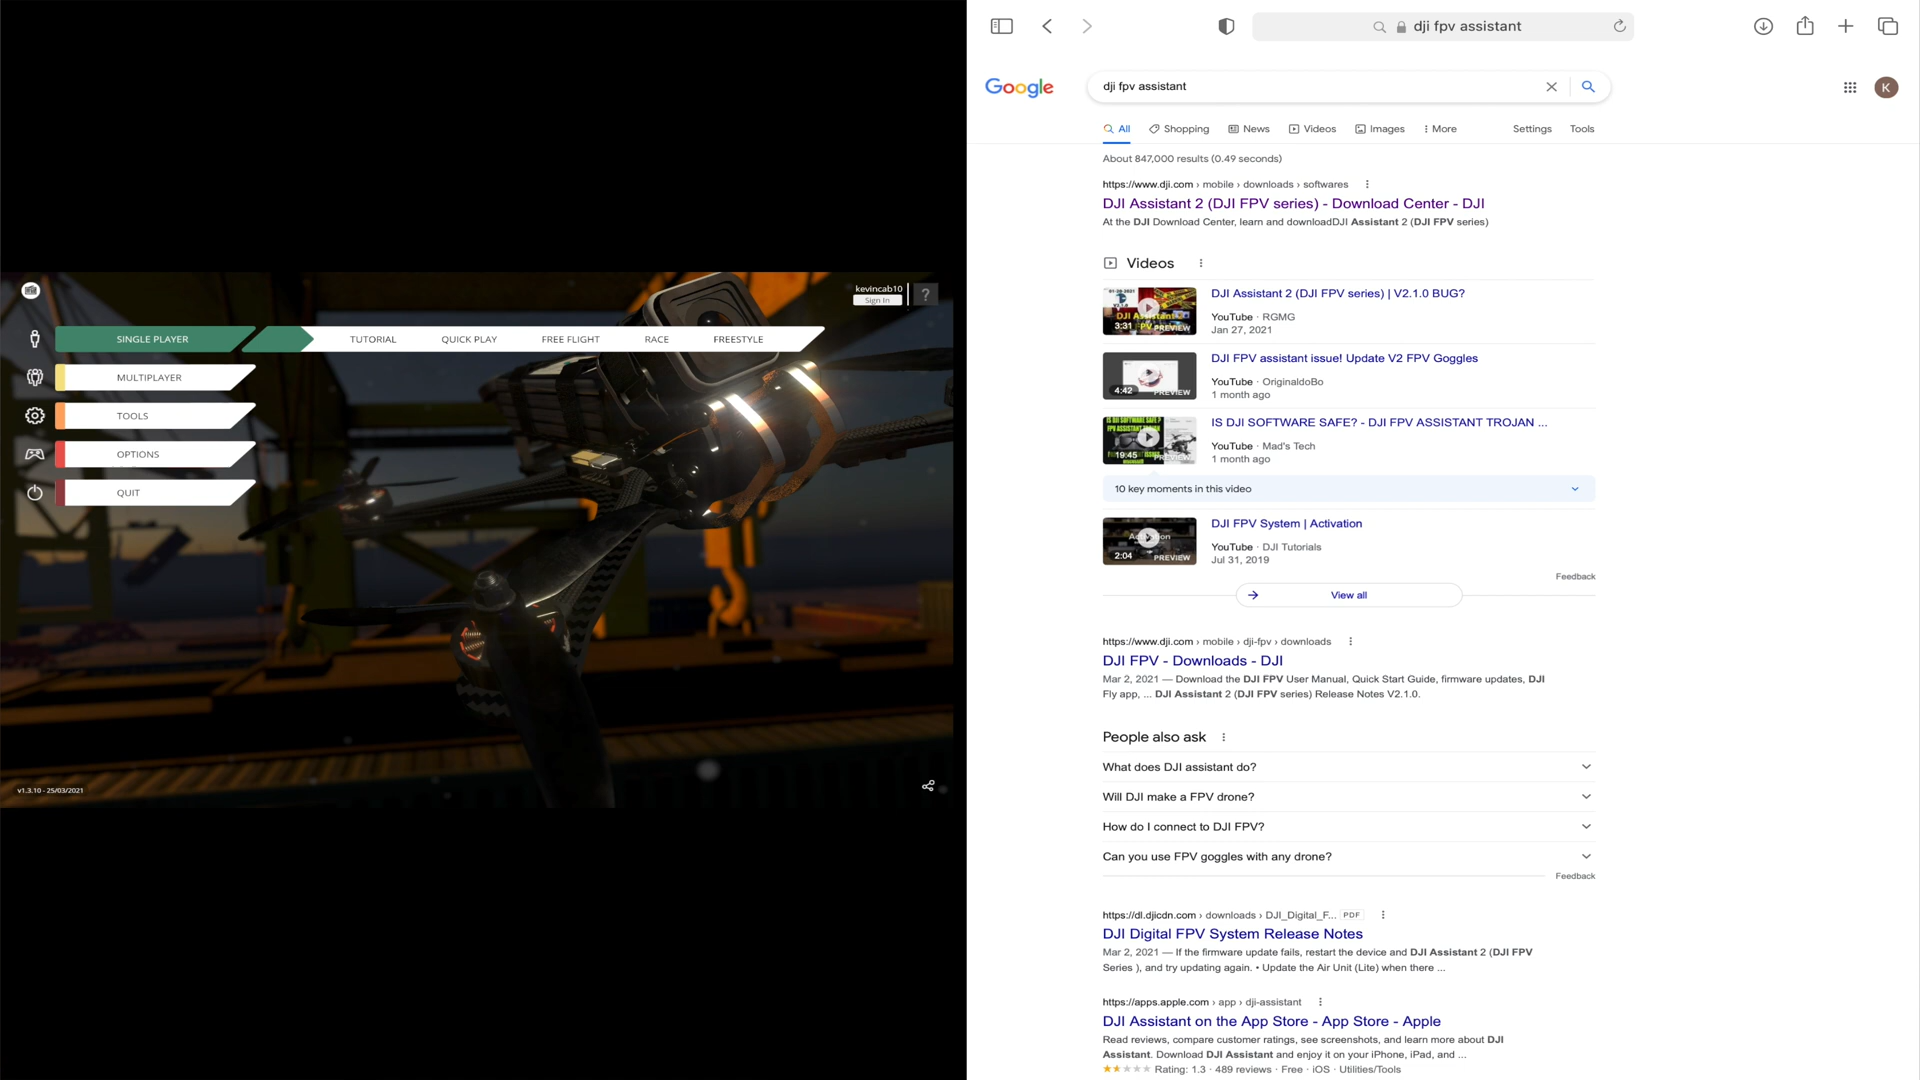 kevincab10
Sign In
?
SINGLE PLAYER
TUTORIAL
QUICK PLAY
FREE FLIGHT
RACE
FREESTYLE
MULTIPLAYER
TOOLS
OPTIONS
QUIT
v1.3.10 - 25/03/2021
dji fpv assistant
Google
dji fpv assistant
K
All
Shopping
News
Videos
Images
More
Settings
Tools
About 847,000 results (0.49 seconds)
https://www.dji.com › mobile › downloads › softwares
DJI Assistant 2 (DJI FPV series) - Download Center - DJI
At the DJI Download Center, learn and downloadDJI Assistant 2 (DJI FPV series)
Videos
3:31
PREVIEW
DJI Assistant 2 (DJI FPV series) | V2.1.0 BUG?
YouTube · RGMG
Jan 27, 2021
4:42
PREVIEW
DJI FPV assistant issue! Update V2 FPV Goggles
YouTube · OriginaldoBo
1 month ago
19:45
PREVIEW
IS DJI SOFTWARE SAFE? - DJI FPV ASSISTANT TROJAN ...
YouTube · Mad's Tech
1 month ago
10 key moments in this video
2:04
PREVIEW
DJI FPV System | Activation
YouTube · DJI Tutorials
Jul 31, 2019
Feedback
View all
https://www.dji.com › mobile › dji-fpv › downloads
DJI FPV - Downloads - DJI
Mar 2, 2021 — Download the DJI FPV User Manual, Quick Start Guide, firmware updates, DJI
Fly app, ... DJI Assistant 2 (DJI FPV series) Release Notes V2.1.0.
People also ask
What does DJI assistant do?
Will DJI make a FPV drone?
How do I connect to DJI FPV?
Can you use FPV goggles with any drone?
Feedback
https://dl.djicdn.com › downloads › DJI_Digital_F... PDF
DJI Digital FPV System Release Notes
Mar 2, 2021 — If the firmware update fails, restart the device and DJI Assistant 2 (DJI FPV
Series ), and try updating again. • Update the Air Unit (Lite) when there ...
https://apps.apple.com › app › dji-assistant
DJI Assistant on the App Store - App Store - Apple
Read reviews, compare customer ratings, see screenshots, and learn more about DJI
Assistant. Download DJI Assistant and enjoy it on your iPhone, iPad, and ...
Rating: 1.3 · 489 reviews · Free · iOS · Utilities/Tools